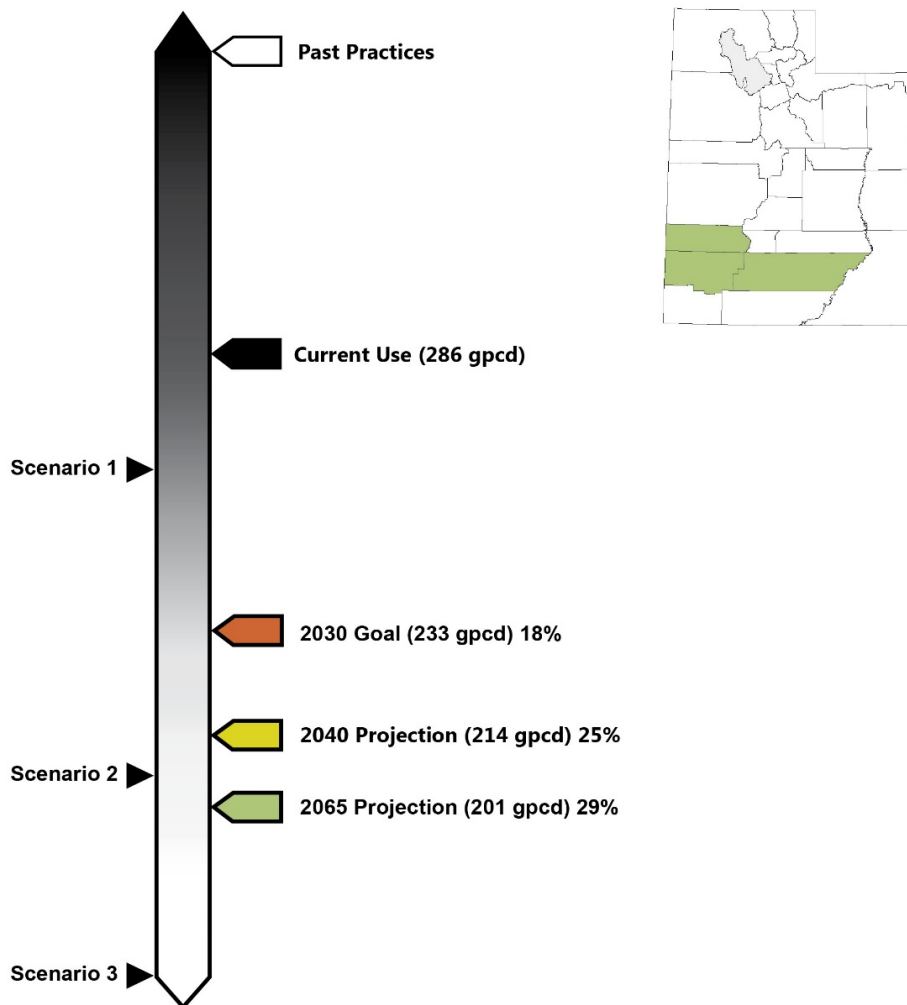 Past Practices
Current Use (286 gpcd)
Scenario 1
2030 Goal (233 gpcd) 18%
2040 Projection (214 gpcd) 25%
Scenario 2
2065 Projection (201 gpcd) 29%
Scenario 3